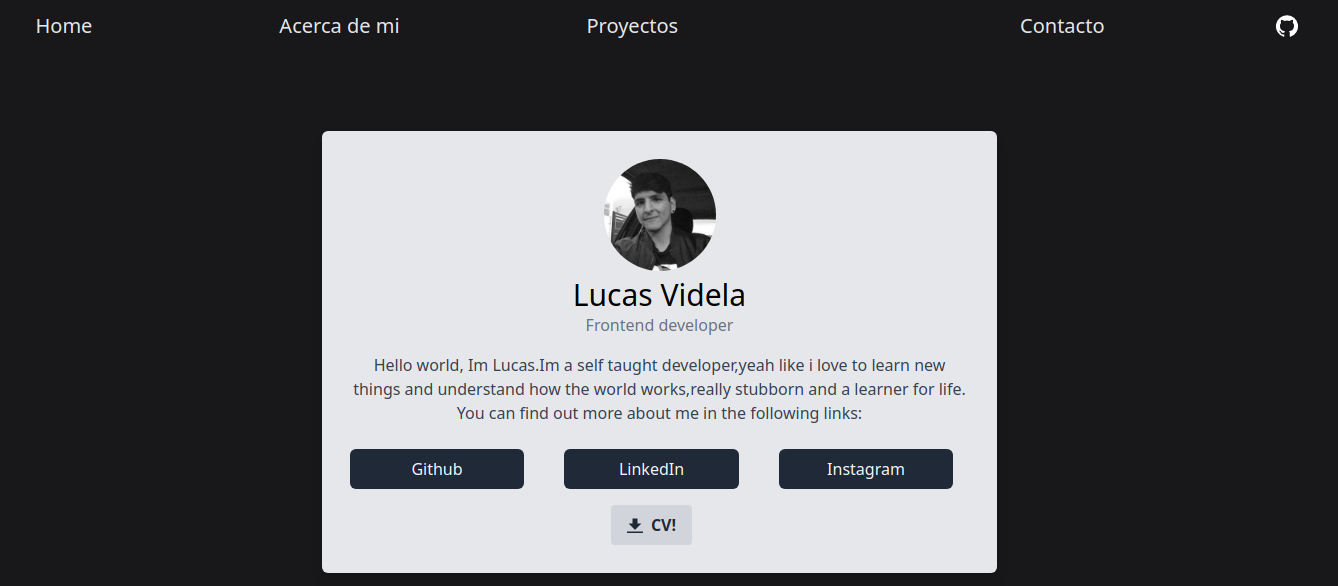 Home Acerca de mi Proyectos Contacto
Lucas Videla
Frontend developer
Hello world, Im Lucas.Im a self taught developer,yeah like i love to learn new
things and understand how the world works,really stubborn and a learner for life.
You can find out more about me in the following links:
Github LinkedIn Instagram
CV!